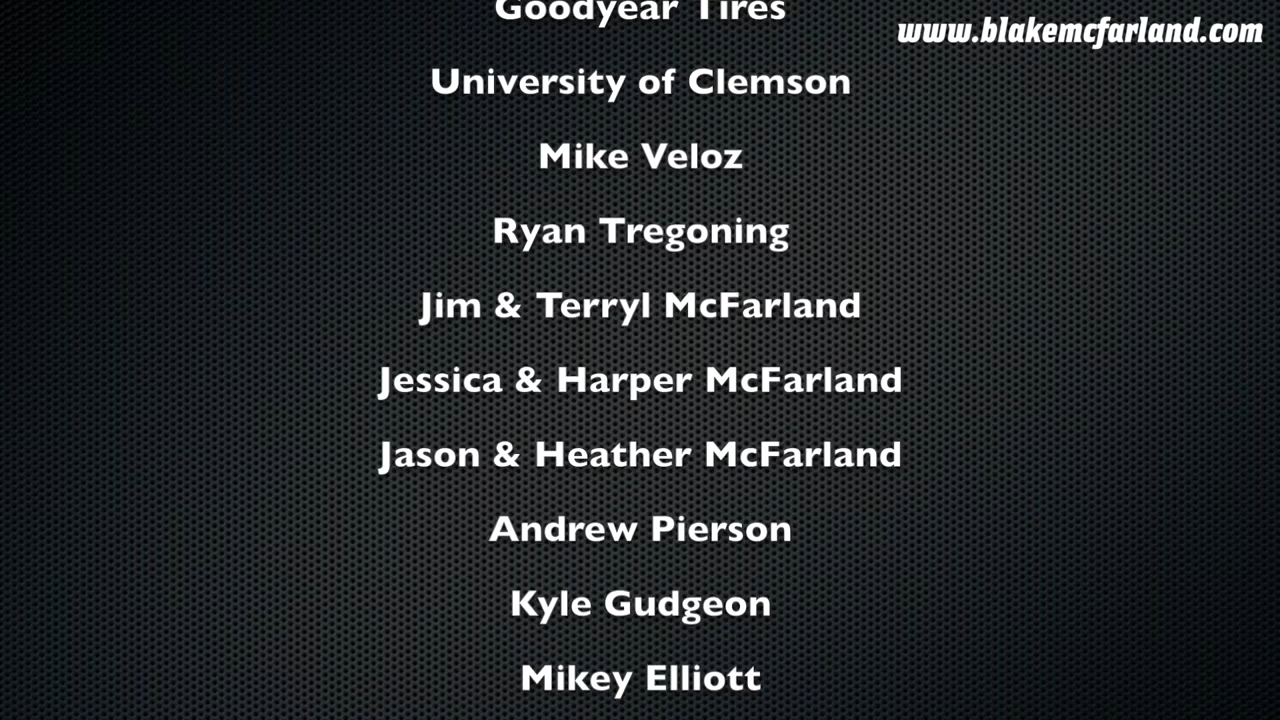 Goodyear Tires
www.blakemcfarland.com
University of Clemson
Mike Veloz
Ryan Tregoning
Jim & Terryl McFarland
Jessica & Harper McFarland
Jason & Heather McFarland
Andrew Pierson
Kyle Gudgeon
Mikey Elliott